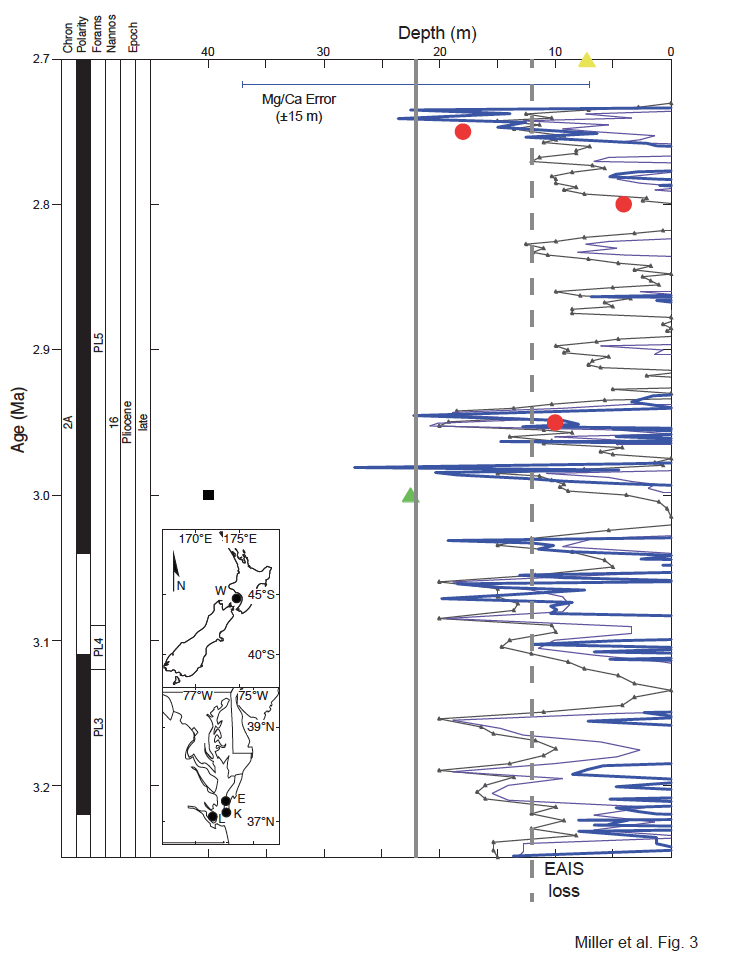 Depth (m)
Chron
Polarity
Forams
Nannos
Epoch
40
30
20
10
0
2.7
2.8
2.9
3.0
3.1
3.2
Age (Ma)
Mg/Ca Error
(±15 m)
2A
PL5
PL4
PL3
16
Pliocene
late
170°E
175°E
N
W
45°S
40°S
77°W
75°W
39°N
E
K
L
37°N
EAIS
loss
Miller et al. Fig. 3